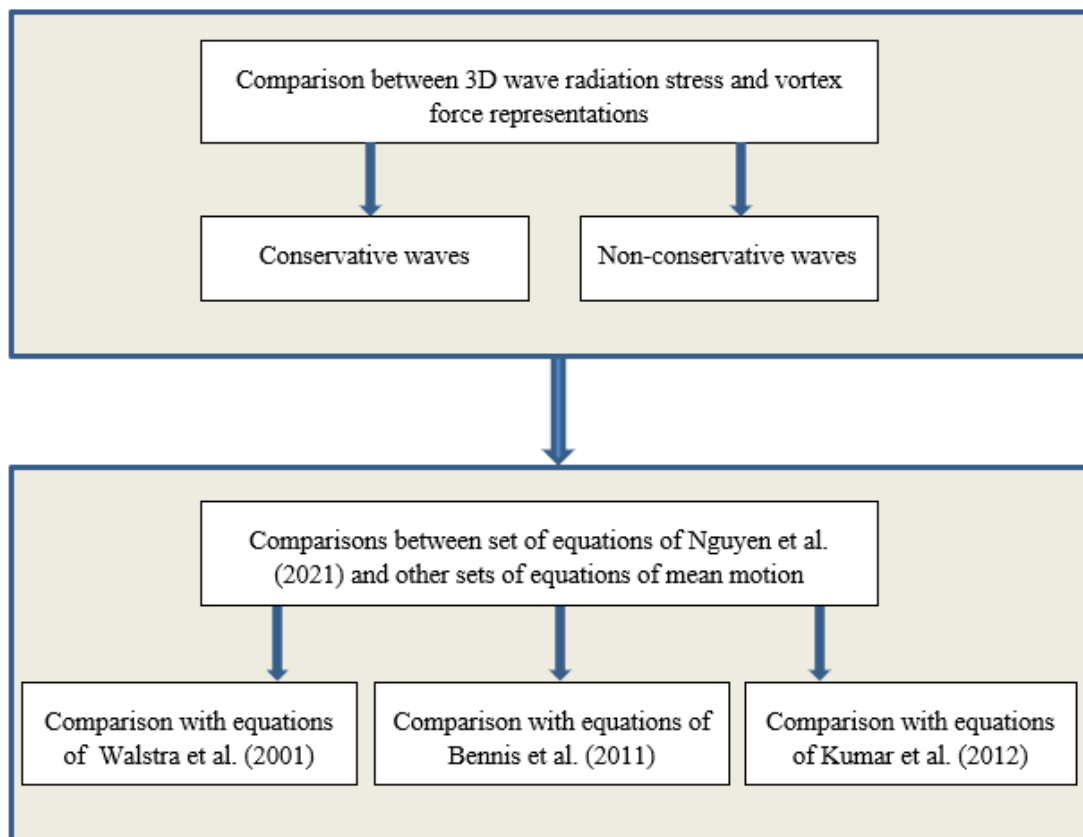 Comparison between 3D wave radiation stress and vortex
force representations
Conservative waves
Non-conservative waves
Comparisons between set of equations of Nguyen et al.
(2021) and other sets of equations of mean motion
Comparison with equations
of Walstra et al. (2001)
Comparison with equations of
Bennis et al. (2011)
Comparison with equations
of Kumar et al. (2012)